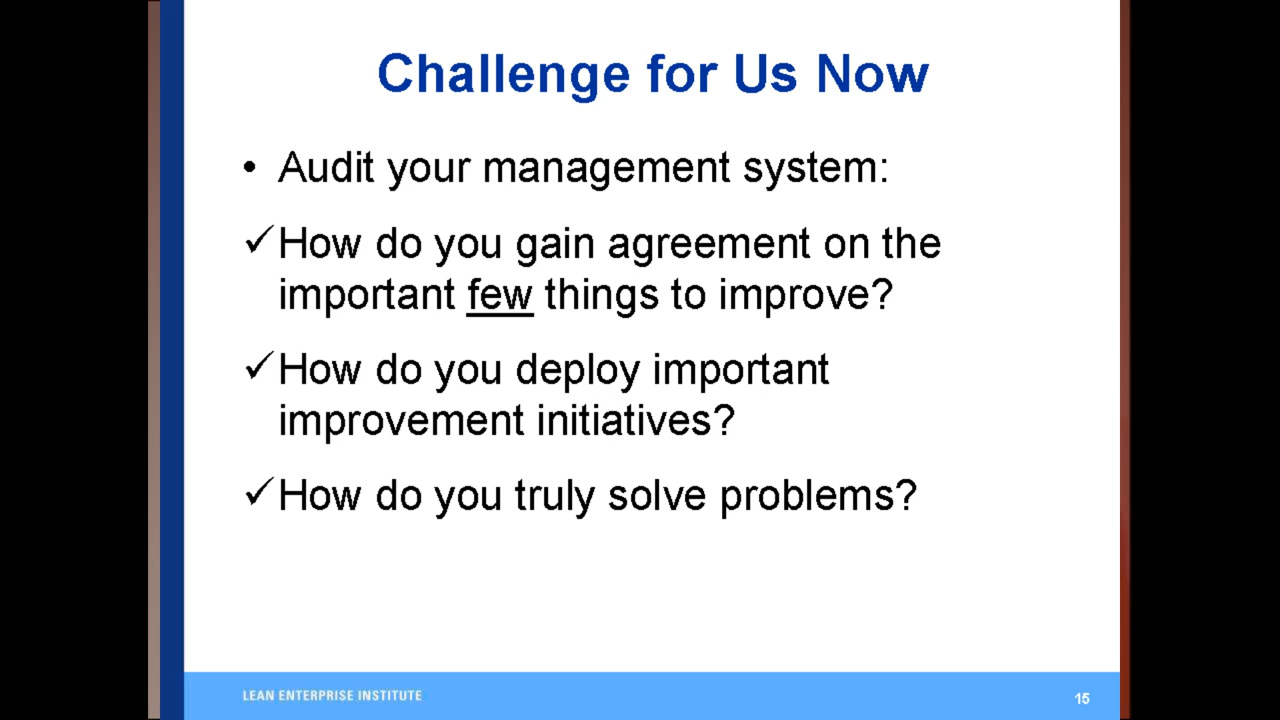 Challenge for Us Now
• Audit your management system:
✓How do you gain agreement on the
important few things to improve?
✓How do you deploy important
improvement initiatives?
✓How do you truly solve problems?
LEAN ENTERPRISE INSTITUTE
15